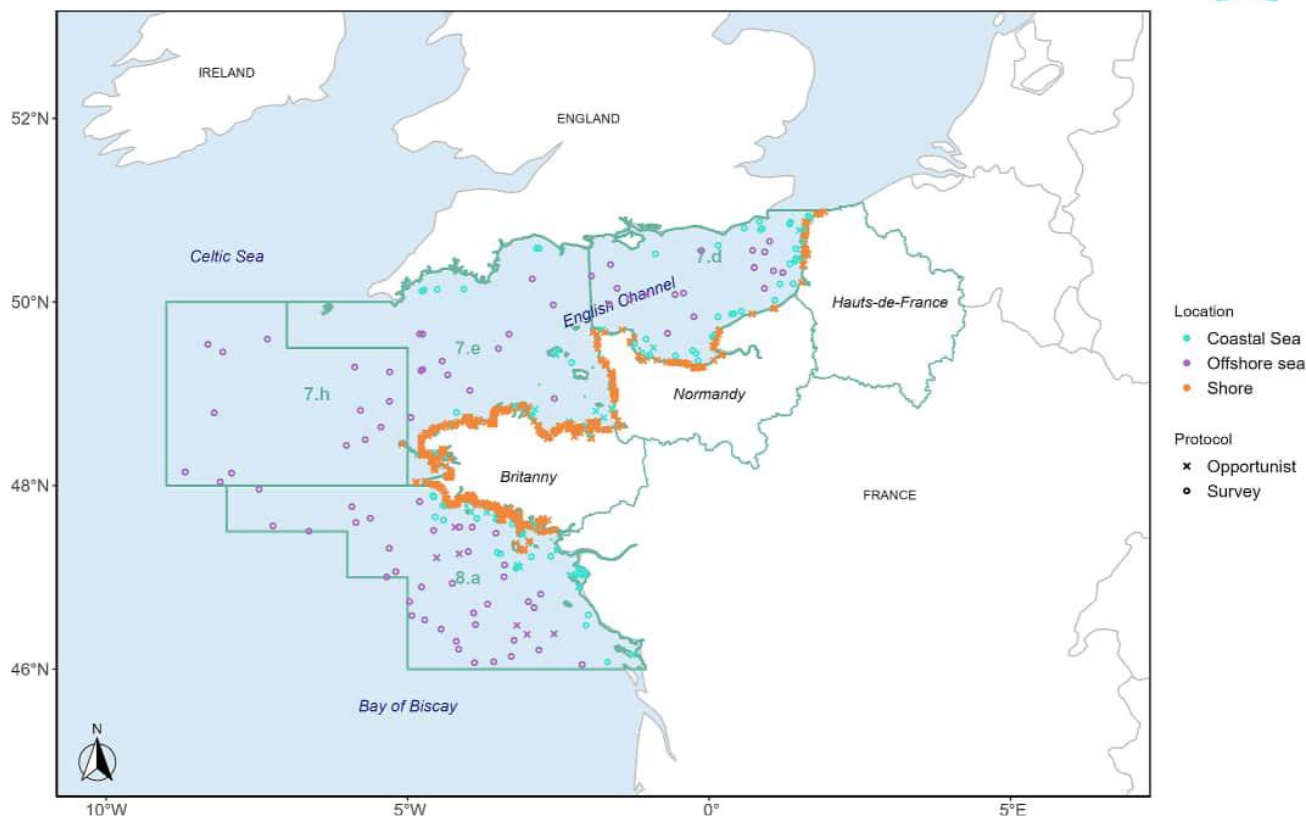 IRELAND
ENGLAND
52°N
Celtic Sea
7.d
50°N
English Channel
Hauts-de-France
7.e
7.h
Normandy
48°N
Britanny
FRANCE
8.a
46°N
Bay of Biscay
N
10°W
5°W
0°
5°E
Location
Coastal Sea
Offshore sea
Shore
Protocol
Opportunist
Survey